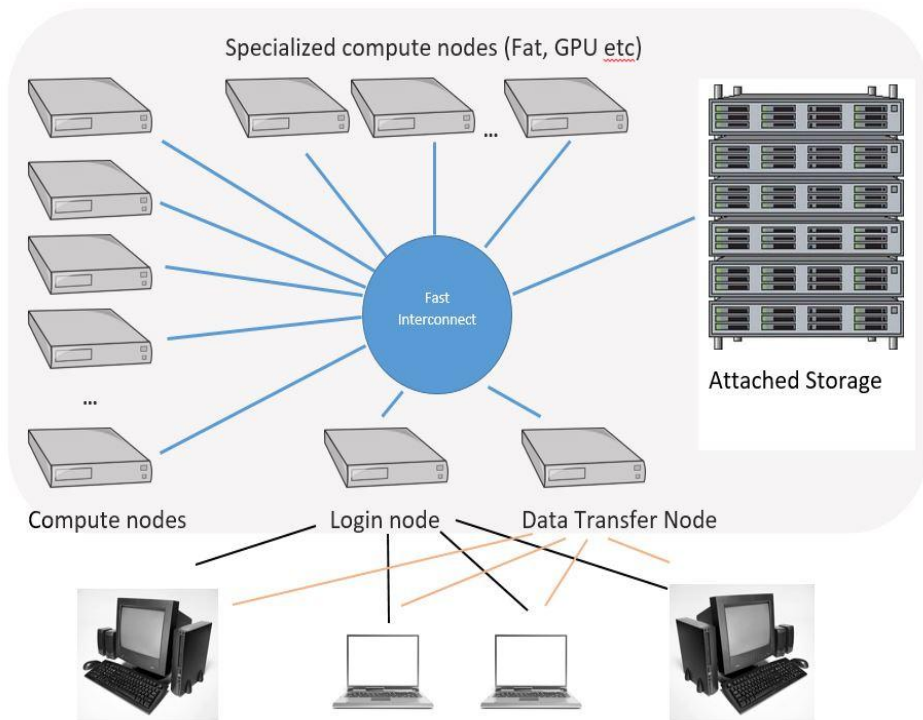 Specialized compute nodes (Fat, GPU etc)
...
Fast
Interconnect
Attached Storage
...
Compute nodes
Login node
Data Transfer Node